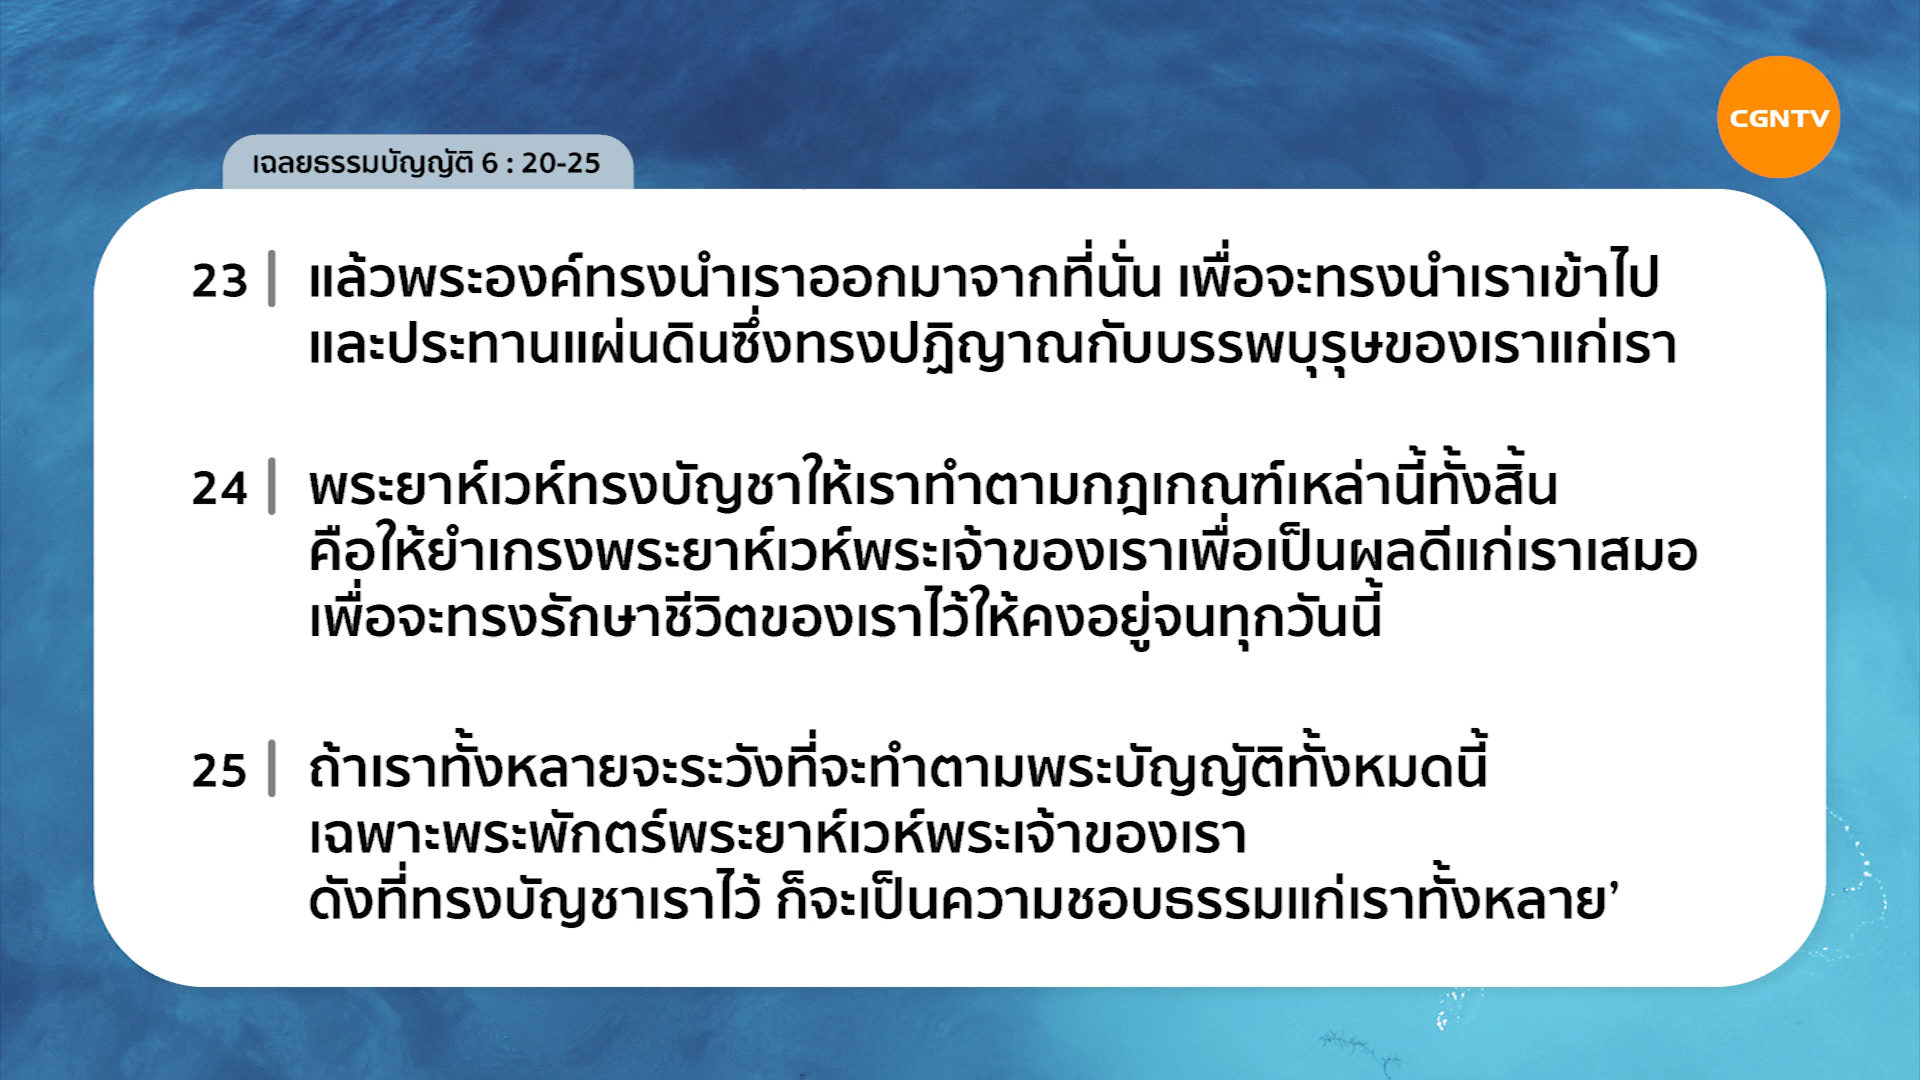 CGNTV
เฉลยธรรมบัญญัติ 6 : 20-25
23 แล้วพระองค์ทรงนำเราออกมาจากที่นั่น เพื่อจะทรงนำเราเข้าไป
และประทานแผ่นดินซึ่งทรงปฏิญาณกับบรรพบุรุษของเราแก่เรา
24 พระยาห์เวห์ทรงบัญชาให้เราทำตามกฎเกณฑ์เหล่านี้ทั้งสิ้น
คือให้ยำเกรงพระยาห์เวห์พระเจ้าของเราเพื่อเป็นผลดีแก่เราเสมอ
เพื่อจะทรงรักษาชีวิตของเราไว้ให้คงอยู่จนทุกวันนี้
25 ถ้าเราทั้งหลายจะระวังที่จะทำตามพระบัญญัติทั้งหมดนี้
เฉพาะพระพักตร์พระยาห์เวห์พระเจ้าของเรา
ดังที่ทรงบัญชาเราไว้ ก็จะเป็นความชอบธรรมแก่เราทั้งหลาย’